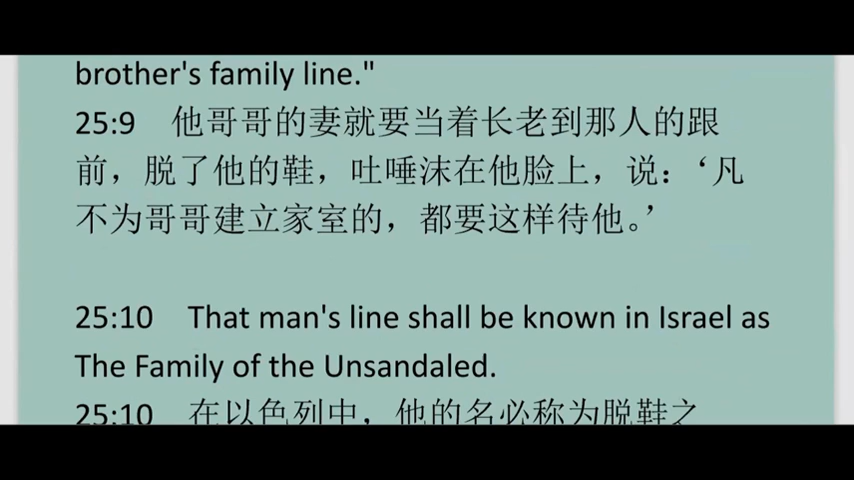 brother's family line."
25:9 他哥哥的妻就要当着长老到那人的跟
前，脱了他的鞋，吐唾沫在他脸上，说：‘凡
不为哥哥建立家室的，都要这样待他。’
25:10 That man's line shall be known in Israel as
The Family of the Unsandaled.
25:10 在以色列中，他的名必称为脱鞋之